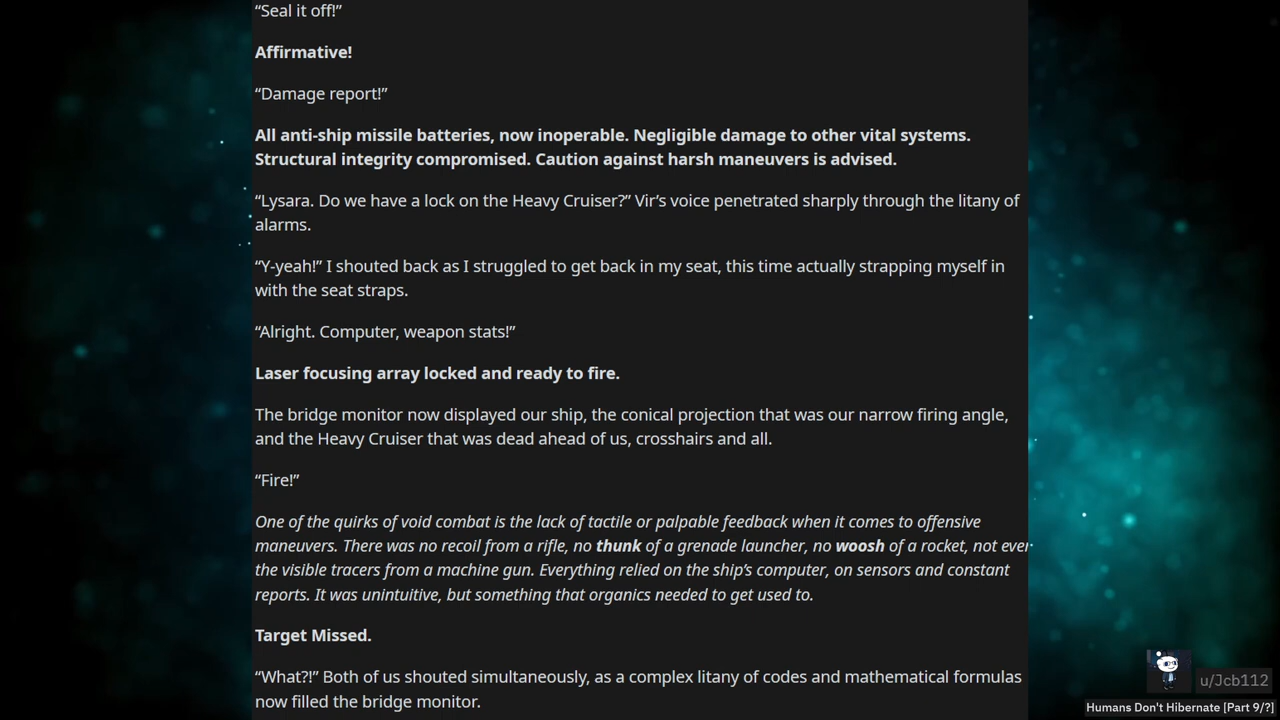 “Seal it off!”
Affirmative!
“Damage report!”
All anti-ship missile batteries, now inoperable. Negligible damage to other vital systems.
Structural integrity compromised. Caution against harsh maneuvers is advised.
“Lysara. Do we have a lock on the Heavy Cruiser?” Vir’s voice penetrated sharply through the litany of
alarms.
“Y-yeah!” I shouted back as I struggled to get back in my seat, this time actually strapping myself in
with the seat straps.
“Alright. Computer, weapon stats!”
Laser focusing array locked and ready to fire.
The bridge monitor now displayed our ship, the conical projection that was our narrow firing angle,
and the Heavy Cruiser that was dead ahead of us, crosshairs and all.
“Fire!”
One of the quirks of void combat is the lack of tactile or palpable feedback when it comes to offensive
maneuvers. There was no recoil from a rifle, no thunk of a grenade launcher, no woosh of a rocket, not even
the visible tracers from a machine gun. Everything relied on the ship’s computer, on sensors and constant
reports. It was unintuitive, but something that organics needed to get used to.
Target Missed.
“What?!” Both of us shouted simultaneously, as a complex litany of codes and mathematical formulas
now filled the bridge monitor.
u/Jcb112
Humans Don't Hibernate [Part 9/?]